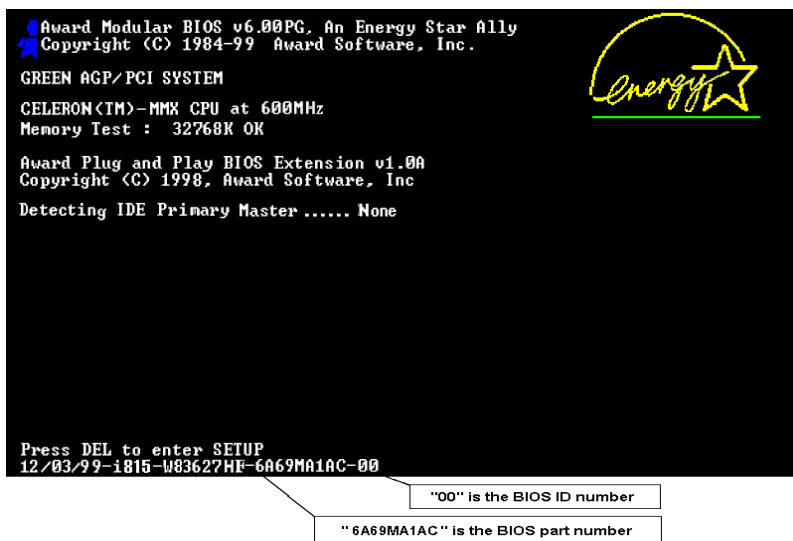 Award Modular BIOS v6.00PG, An Energy Star Ally
Copyright (C) 1984-99 Award Software, Inc.
energy
GREEN AGP/PCI SYSTEM
CELERON(TM)-MMX CPU at 600MHz
Memory Test : 32768K OK
Award Plug and Play BIOS Extension v1.0A
Copyright (C) 1998, Award Software, Inc
Detecting IDE Primary Master ...... None
Press DEL to enter SETUP
12/03/99-i815-W83627HF-6A69MA1AC-00
"00" is the BIOS ID number
"6A69MA1AC" is the BIOS part number